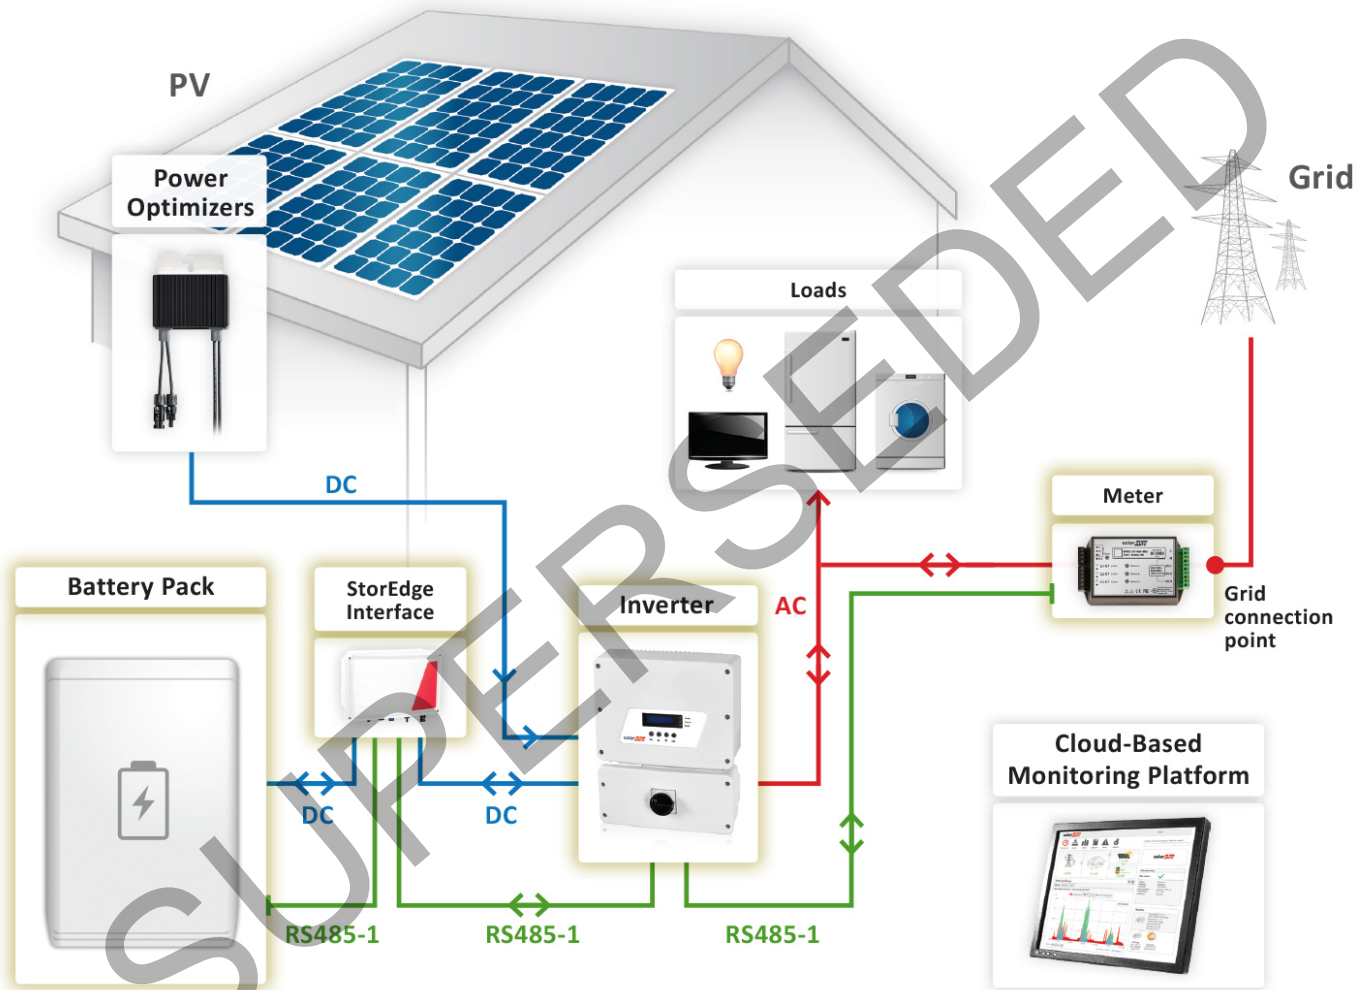 PV
Power
Optimizers
Grid
Loads
DC
Meter
Battery Pack
StorEdge
Interface
Inverter
AC
Grid
connection
point
Cloud-Based
Monitoring Platform
DC
DC
RS485-1
RS485-1
RS485-1
SUPERSEDED